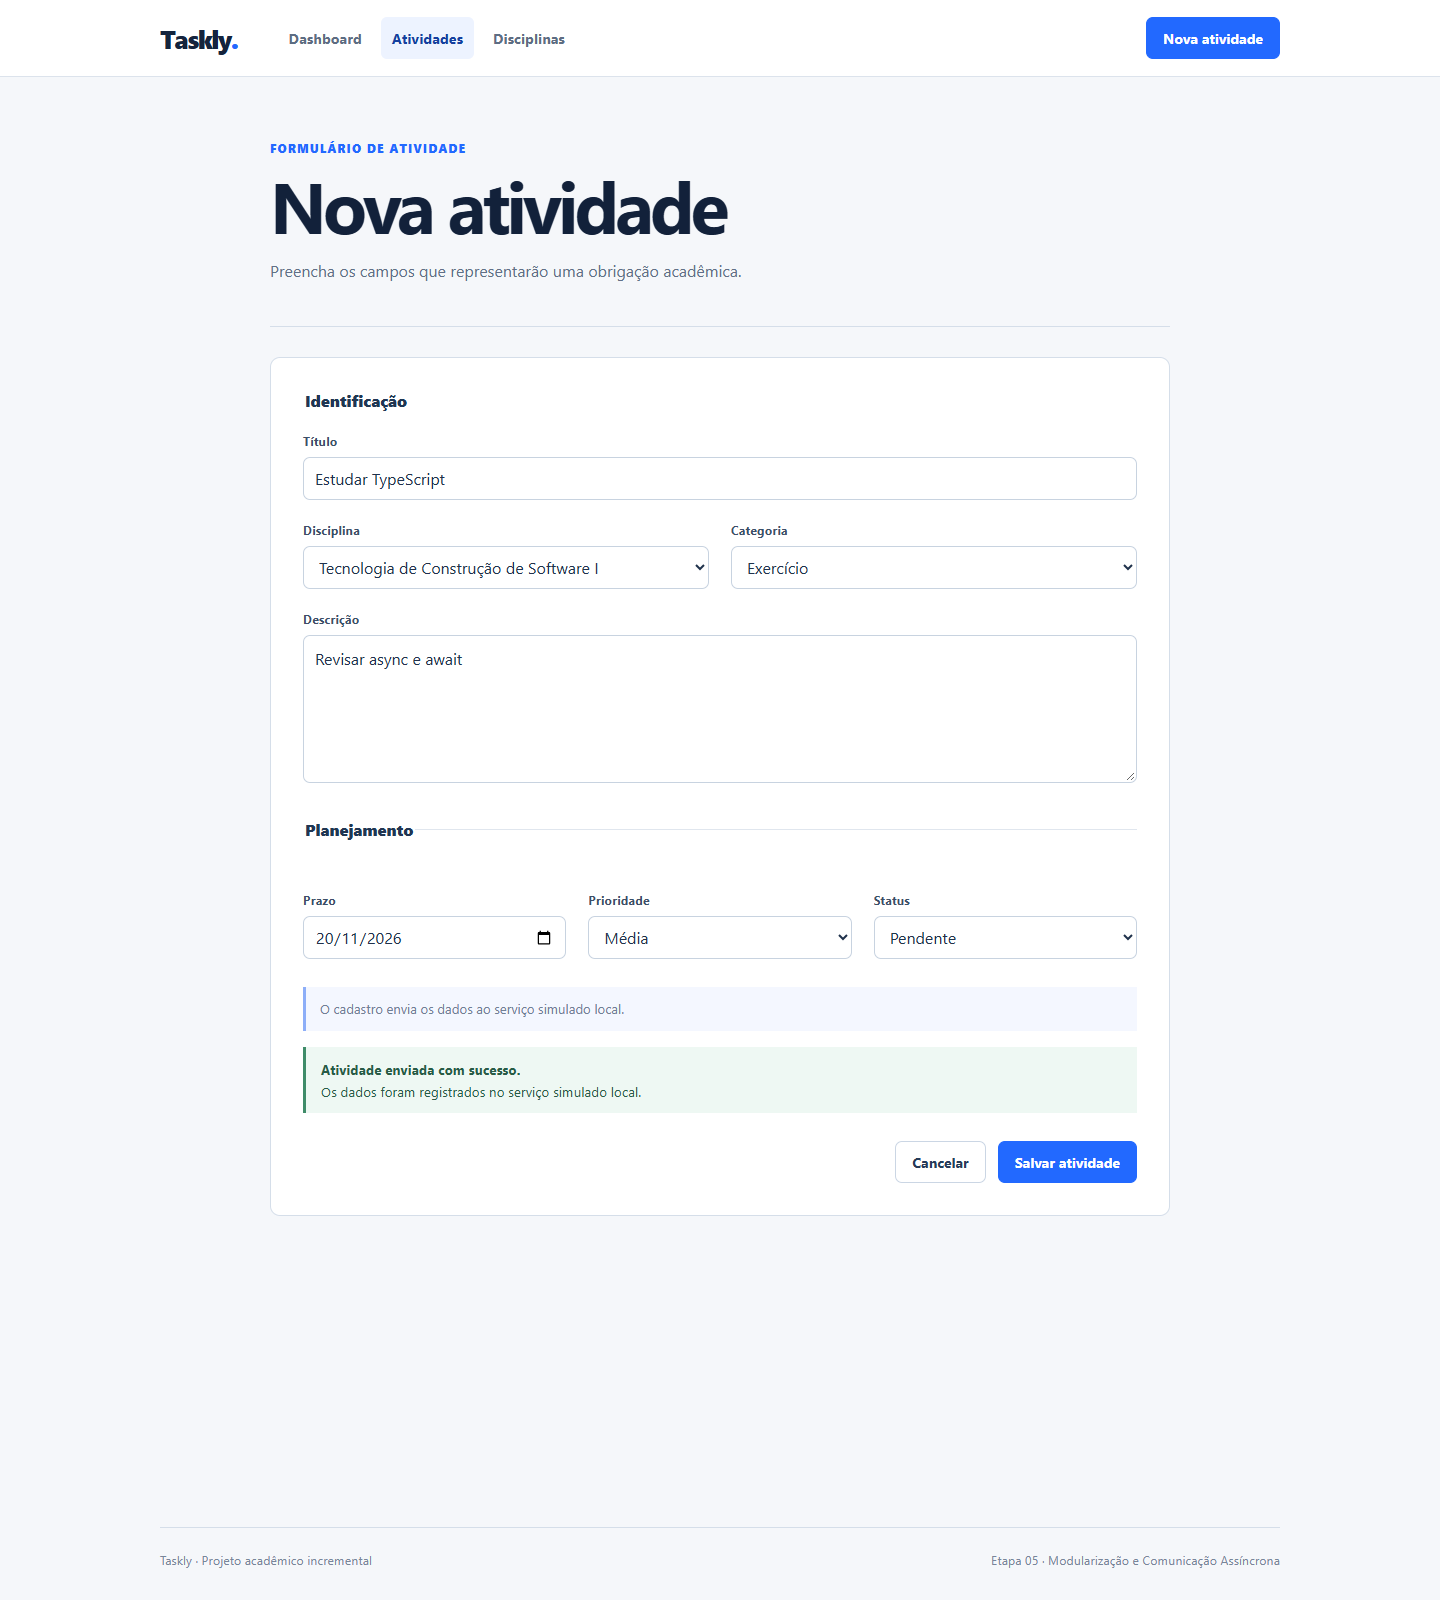 Taskly.
Dashboard
Atividades
Disciplinas
Nova atividade
FORMULÁRIO DE ATIVIDADE
Nova atividade
Preencha os campos que representarão uma obrigação acadêmica.
Identificação
Título
Estudar TypeScript
Disciplina
Categoria
Tecnologia de Construção de Software I
Exercício
Descrição
Revisar async e await
Planejamento
Prazo
Prioridade
Status
20/11/2026
Média
Pendente
O cadastro envia os dados ao serviço simulado local.
Atividade enviada com sucesso.
Os dados foram registrados no serviço simulado local.
Cancelar
Salvar atividade
Taskly · Projeto acadêmico incremental
Etapa 05 · Modularização e Comunicação Assíncrona